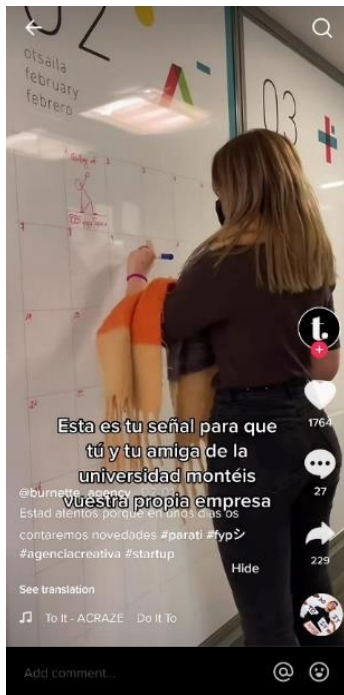 02
otsaila
february
febrero
03
Esta es tu señal para que
tú y tu amiga de la
universidad montéis
vuestra propia empresa
@burnette_agency
Estad atentos porque en unos días os
contaremos novedades #parati #fypシ
#agenciacreativa #startup
Hide
See translation
To It - ACRAZE Do It To
t.
1764
27
229
Add comment...